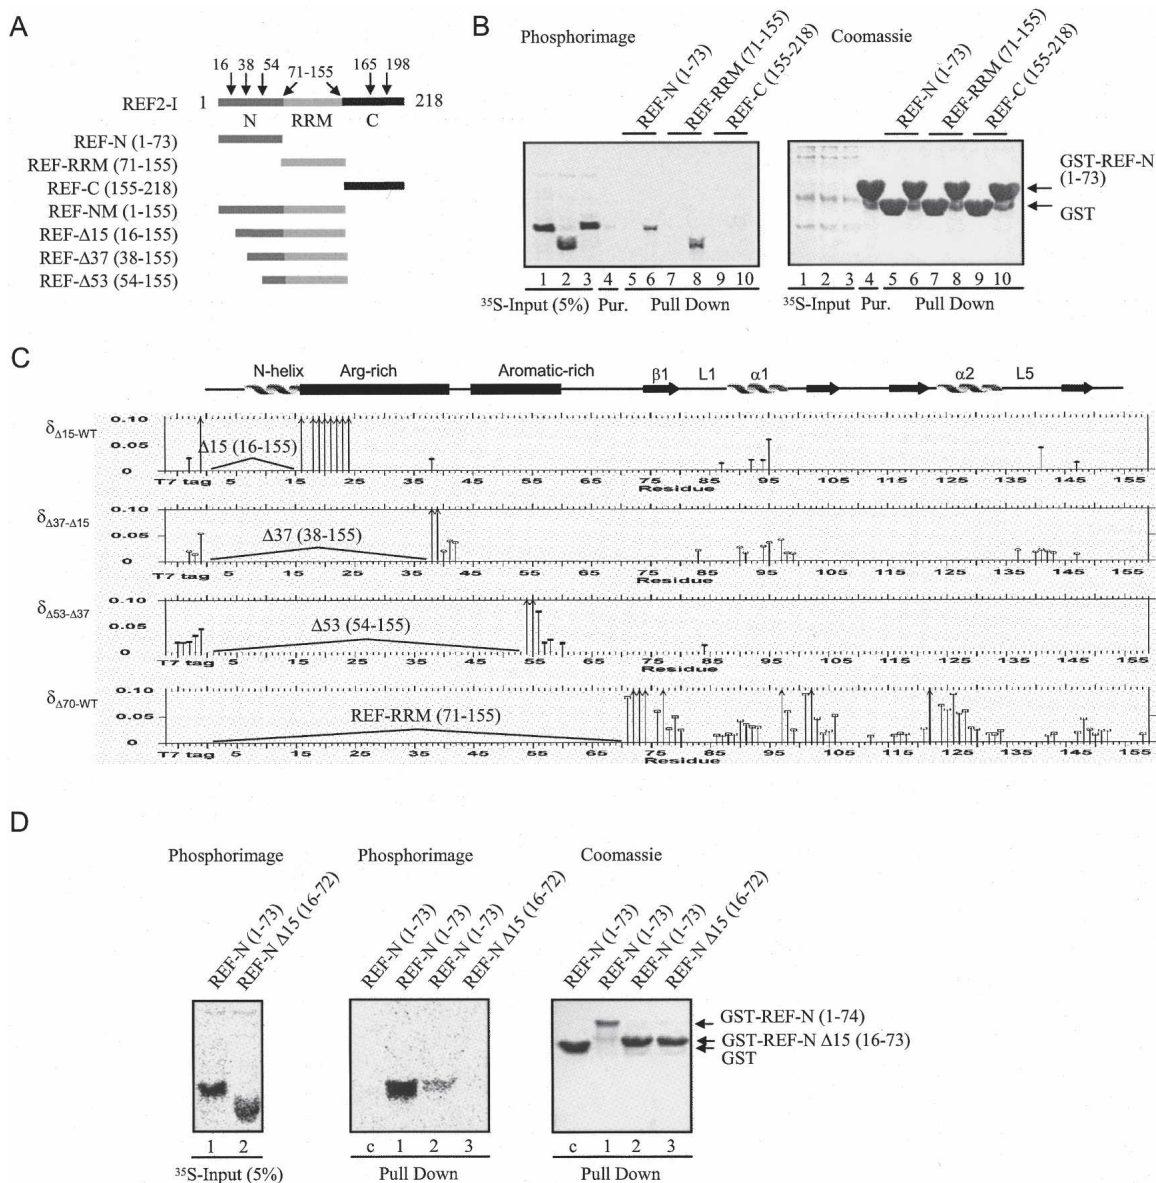 A
16 38 54 71-155 165 198
REF2-I 1 218
N RRM C
REF-N (1-73)
REF-RRM (71-155)
REF-C (155-218)
REF-NM (1-155)
REF-Δ15 (16-155)
REF-Δ37 (38-155)
REF-Δ53 (54-155)
B
Phosphorimage
REF-N (1-73)
REF-RRM (71-155)
REF-C (155-218)
1 2 3 4 5 6 7 8 9 10
³⁵S-Input (5%) Pur. Pull Down
Coomassie
REF-N (1-73)
REF-RRM (71-155)
REF-C (155-218)
GST-REF-N
(1-73)
GST
1 2 3 4 5 6 7 8 9 10
³⁵S-Input Pur. Pull Down
C
N-helix Arg-rich Aromatic-rich β1 L1 α1 α2 L5
δΔ15-WT
0.10
0.05
0
Δ15 (16-155)
T7 tag 5 15 25 35 45 55 65 75 85 95 105 115 125 135 145 155
Residue
δΔ37-Δ15
0.10
0.05
0
Δ37 (38-155)
T7 tag 5 15 25 35 45 55 65 75 85 95 105 115 125 135 145 155
Residue
δΔ53-Δ37
0.10
0.05
0
Δ53 (54-155)
T7 tag 5 15 25 35 45 55 65 75 85 95 105 115 125 135 145 155
Residue
δΔ70-WT
0.10
0.05
0
REF-RRM (71-155)
T7 tag 5 15 25 35 45 55 65 75 85 95 105 115 125 135 145 155
Residue
D
Phosphorimage
REF-N (1-73)
REF-N Δ15 (16-72)
1 2
³⁵S-Input (5%)
Phosphorimage
REF-N (1-73)
REF-N (1-73)
REF-N (1-73)
REF-N Δ15 (16-72)
c 1 2 3
Pull Down
Coomassie
REF-N (1-73)
REF-N (1-73)
REF-N (1-73)
REF-N Δ15 (16-72)
GST-REF-N (1-74)
GST-REF-N Δ15 (16-73)
GST
c 1 2 3
Pull Down